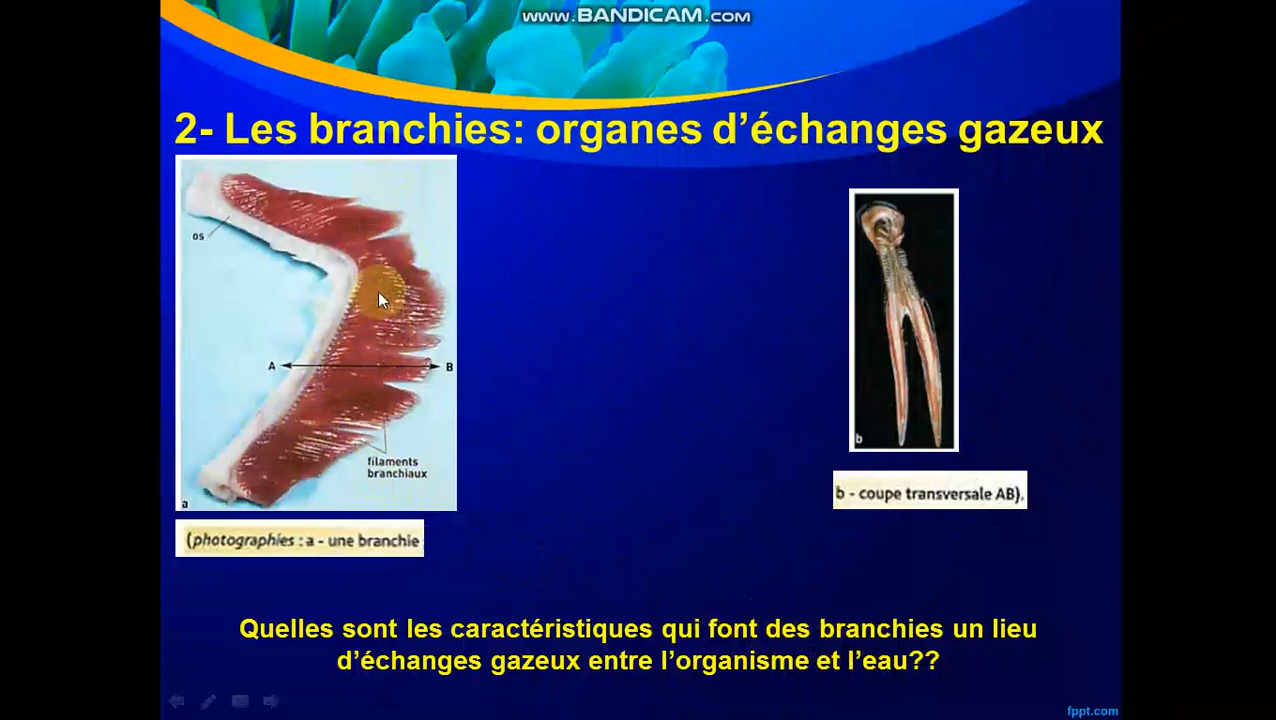 www.BANDICAM.com
2- Les branchies: organes d’échanges gazeux
os
A
B
filaments
branchiaux
a
(photographies : a - une branchie
b
b - coupe transversale AB).
Quelles sont les caractéristiques qui font des branchies un lieu
d’échanges gazeux entre l’organisme et l’eau??
fppt.com